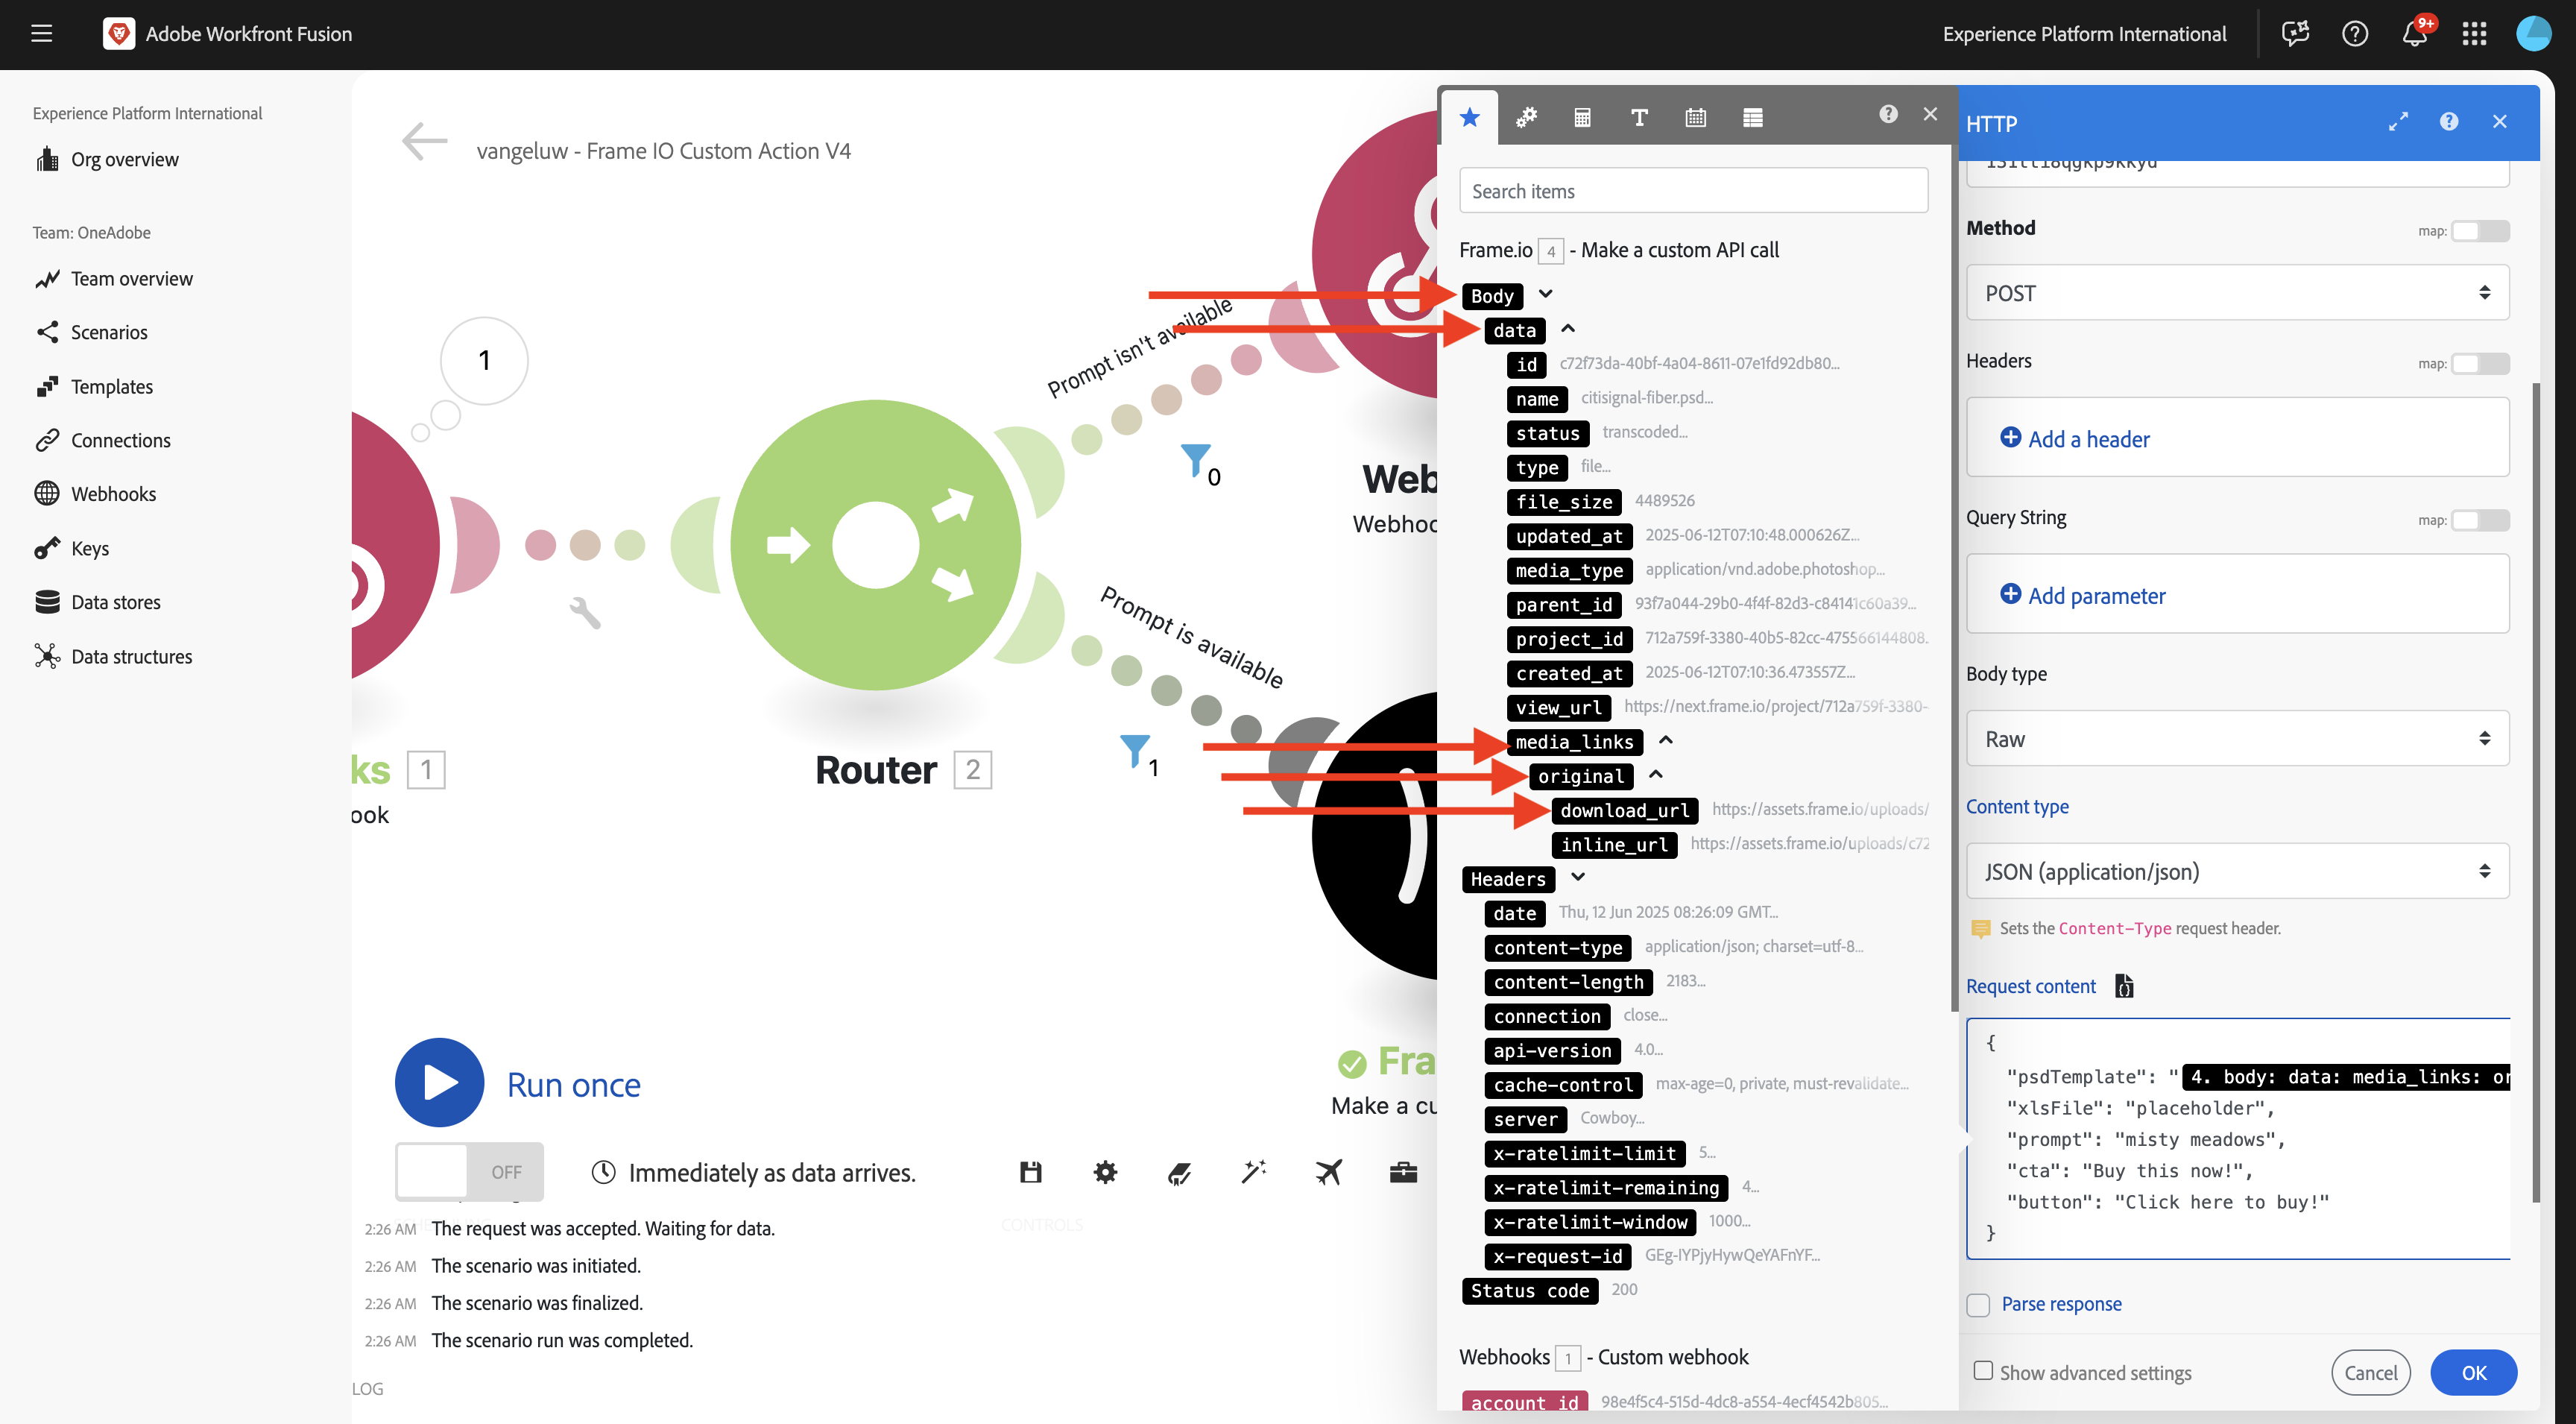 Adobe Workfront Fusion
Experience Platform International
9+
Experience Platform International
Org overview
Team: OneAdobe
Team overview
Scenarios
Templates
Connections
Webhooks
Keys
Data stores
Data structures
vangeluw - Frame IO Custom Action V4
1
Prompt isn't available
0
Prompt is available
1
ks 1
ook
Router 2
Web
Webhoo
Fra
Make a cu
Run once
OFF
Immediately as data arrives.
CONTROLS
2:26 AM The request was accepted. Waiting for data.
2:26 AM The scenario was initiated.
2:26 AM The scenario was finalized.
2:26 AM The scenario run was completed.
LOG
Search items
Frame.io 4 - Make a custom API call
Body
data
id c72f73da-40bf-4a04-8611-07e1fd92db80...
name citisignal-fiber.psd...
status transcoded...
type file...
file_size 4489526
updated_at 2025-06-12T07:10:48.000626Z...
media_type application/vnd.adobe.photoshop...
parent_id 93f7a044-29b0-4f4f-82d3-c84141c60a39...
project_id 712a759f-3380-40b5-82cc-475566144808.
created_at 2025-06-12T07:10:36.473557Z...
view_url https://next.frame.io/project/712a759f-3380-
media_links
original
download_url https://assets.frame.io/uploads/
inline_url https://assets.frame.io/uploads/c72
Headers
date Thu, 12 Jun 2025 08:26:09 GMT...
content-type application/json; charset=utf-8...
content-length 2183...
connection close...
api-version 4.0...
cache-control max-age=0, private, must-revalidate...
server Cowboy...
x-ratelimit-limit 5...
x-ratelimit-remaining 4...
x-ratelimit-window 1000...
x-request-id GEg-IYPjyHywQeYAFnYF...
Status code 200
Webhooks 1 - Custom webhook
account id 98e4f5c4-515d-4dc8-a554-4ecf4542b805...
HTTP
Method
map:
POST
Headers
map:
Add a header
Query String
map:
Add parameter
Body type
Raw
Content type
JSON (application/json)
Sets the Content-Type request header.
Request content
{
"psdTemplate": " 4. body: data: media_links: or
"xlsFile": "placeholder",
"prompt": "misty meadows",
"cta": "Buy this now!",
"button": "Click here to buy!"
}
Parse response
Show advanced settings
Cancel
OK